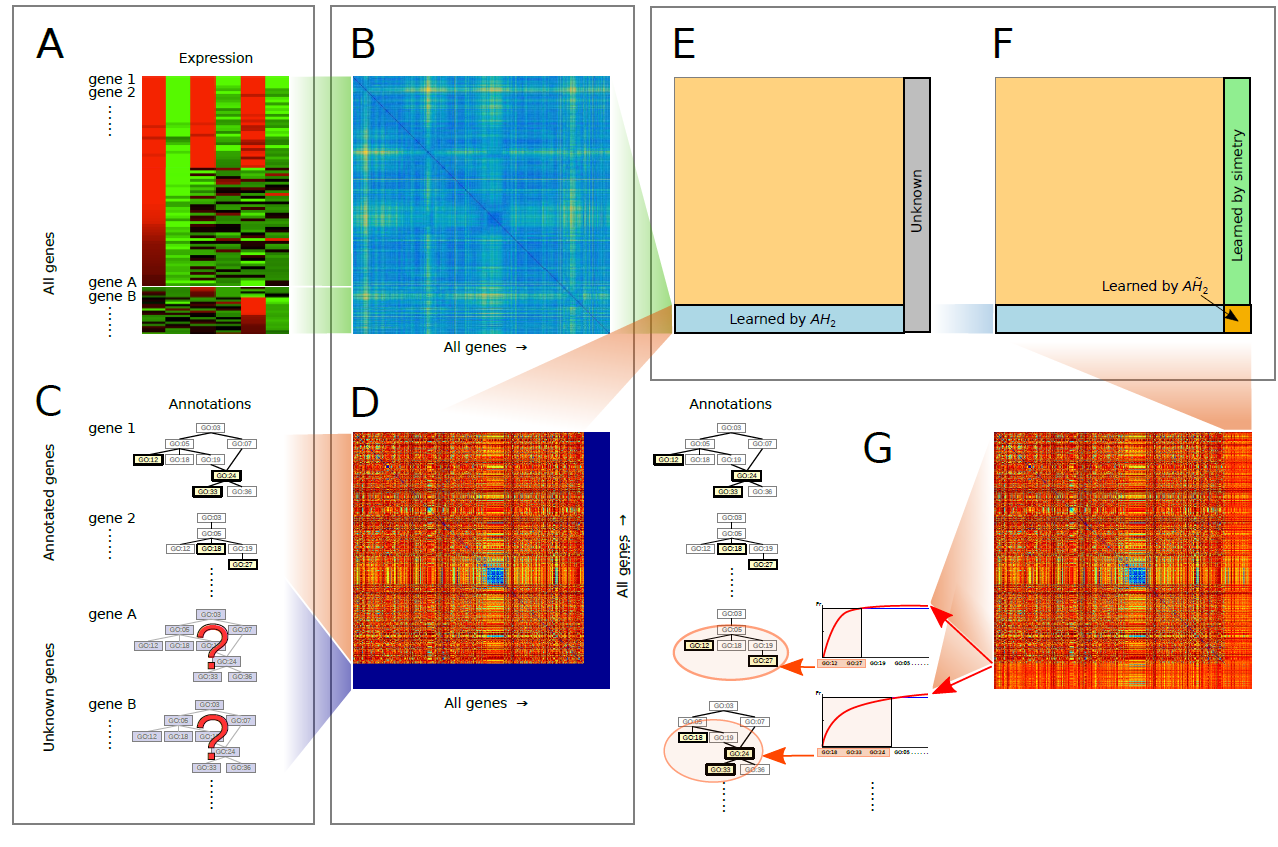 A
Expression
gene 1
gene 2
All genes
gene A
gene B
B
All genes →
E
Unknown
Learned by AH2
F
Learned by simetry
Learned by AH̃2
C
Annotations
Annotated genes
gene 1
GO:03
GO:05 GO:07
GO:12 GO:18 GO:19
GO:24
GO:33 GO:36
gene 2
GO:03
GO:05
GO:12 GO:18 GO:19
GO:27
Unknown genes
gene A
GO:03
GO:05 GO:07
GO:12 GO:18
?
GO:24
GO:33 GO:36
gene B
GO:03
GO:05 GO:07
GO:12 GO:18
?
GO:24
GO:33 GO:36
D
All genes →
All genes →
Annotations
G
GO:03
GO:05 GO:07
GO:12 GO:18 GO:19
GO:24
GO:33 GO:36
GO:03
GO:05
GO:12 GO:18 GO:19
GO:27
GO:03
GO:05
GO:12 GO:18 GO:19
GO:27
Pr
GO:12 GO:27 GO:19 GO:05 ......
GO:03
GO:05 GO:07
GO:18 GO:19
GO:24
GO:33 GO:36
Pr
GO:18 GO:33 GO:24 GO:05 ......